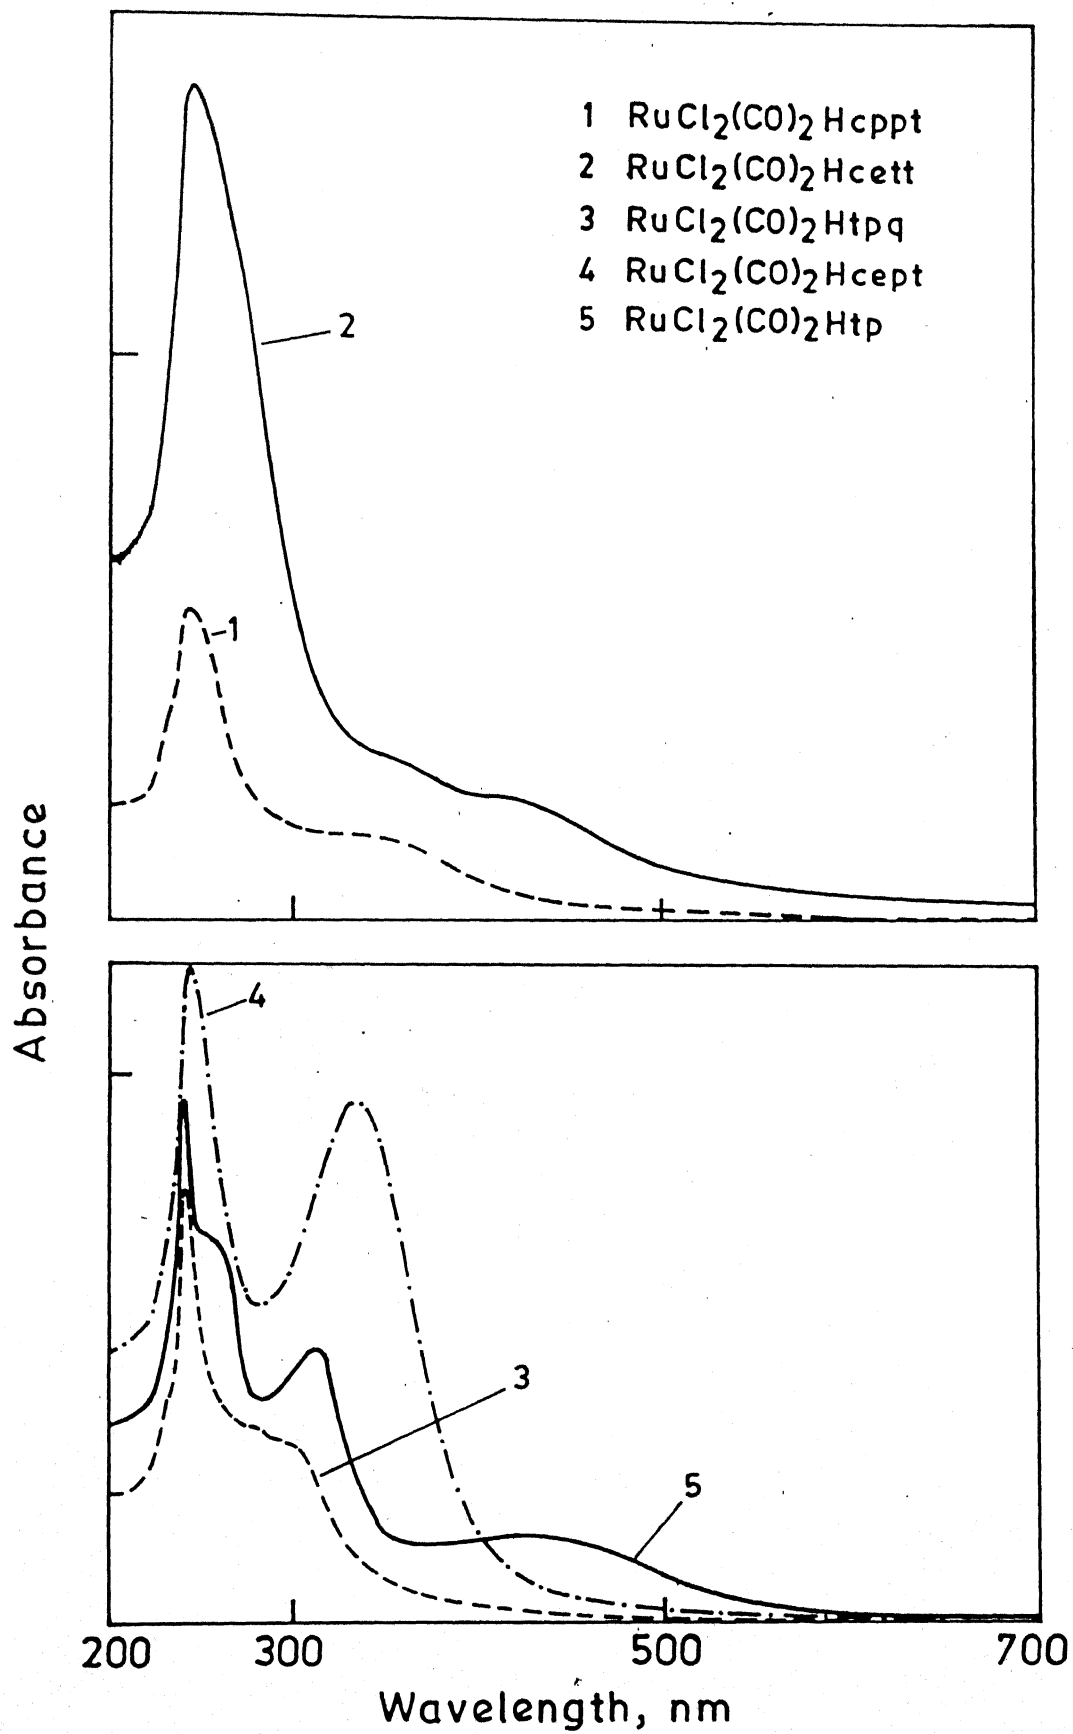 1 RuCl2(CO)2Hcppt
2 RuCl2(CO)2Hcett
3 RuCl2(CO)2Htpq
4 RuCl2(CO)2Hcept
5 RuCl2(CO)2Htp
2
1
Absorbance
4
3
5
200 300 500 700
Wavelength, nm